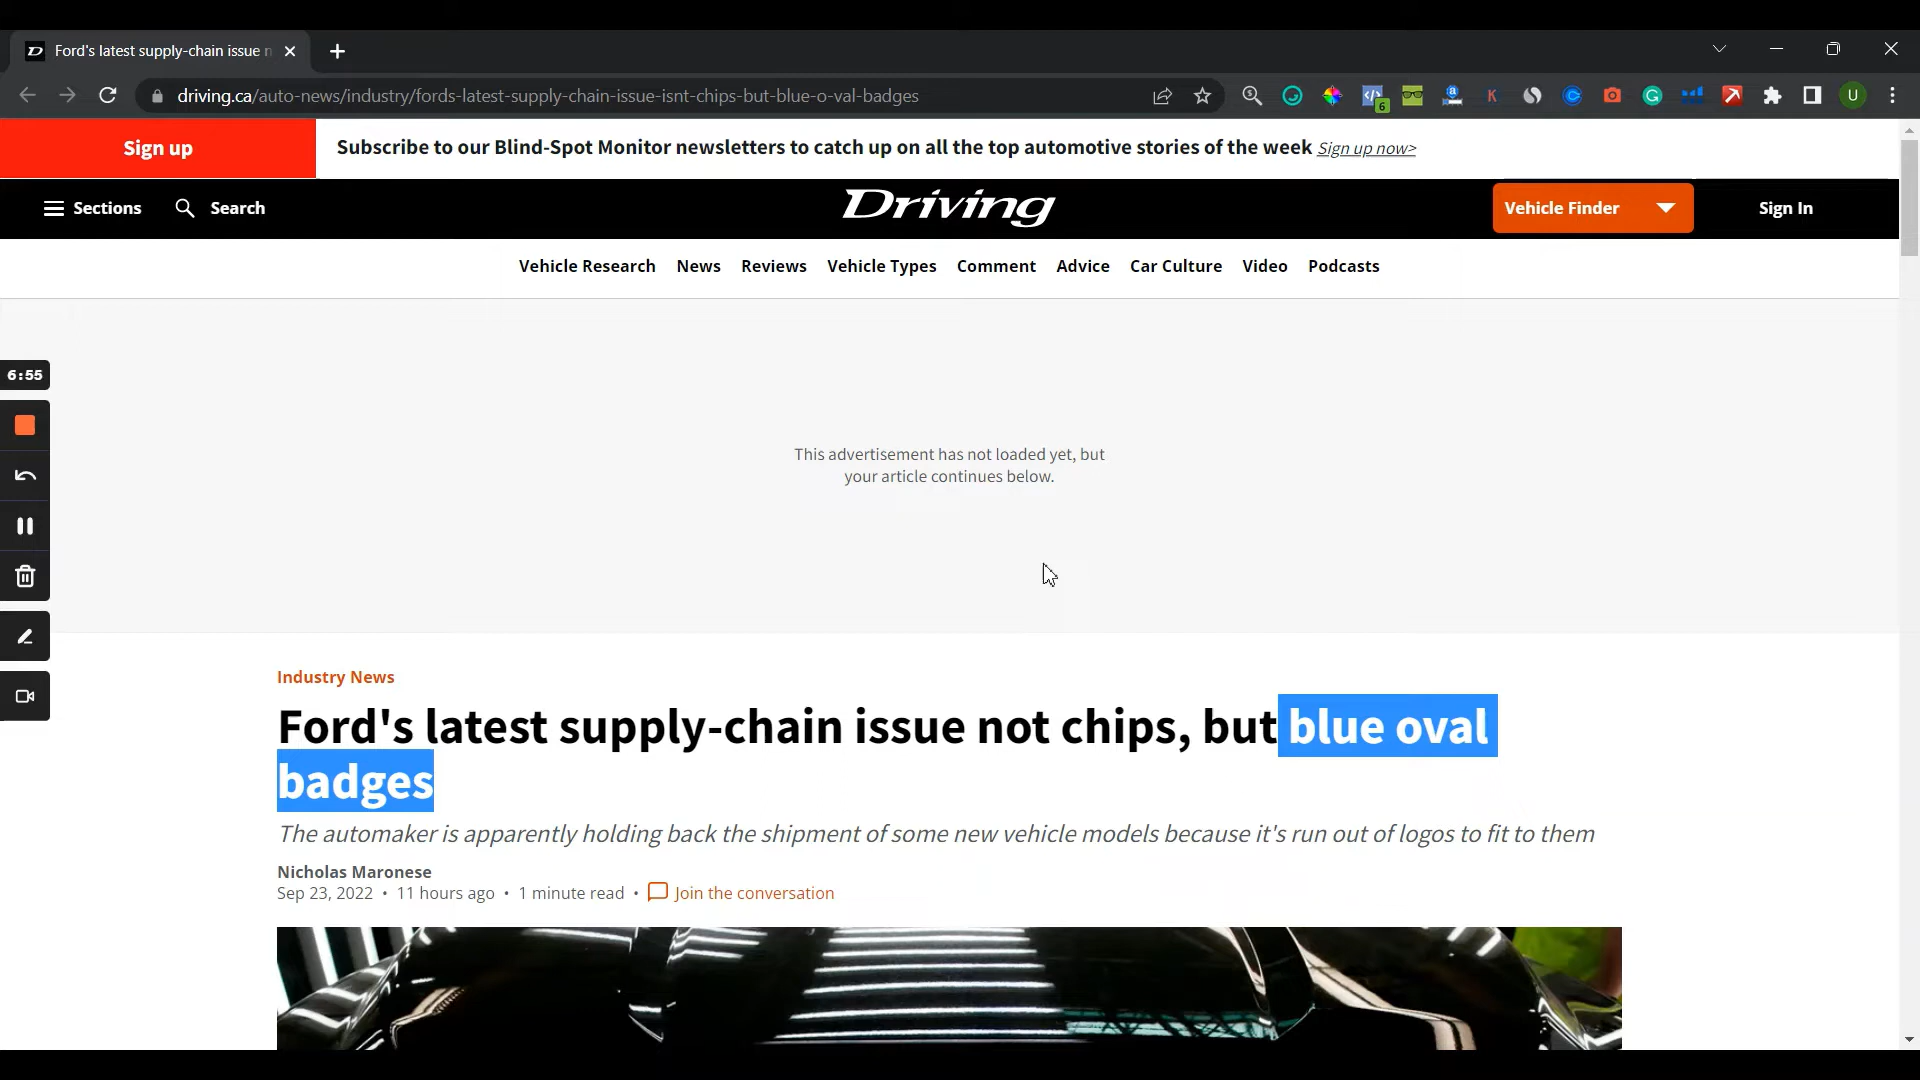 Ford's latest supply-chain issue n
driving.ca/auto-news/industry/fords-latest-supply-chain-issue-isnt-chips-but-blue-o-val-badges
6
K
G
U
Sign up
Subscribe to our Blind-Spot Monitor newsletters to catch up on all the top automotive stories of the week Sign up now>
Sections Search Driving Vehicle Finder Sign In
Vehicle Research News Reviews Vehicle Types Comment Advice Car Culture Video Podcasts
6:55
This advertisement has not loaded yet, but
your article continues below.
Industry News
Ford's latest supply-chain issue not chips, but blue oval
badges
The automaker is apparently holding back the shipment of some new vehicle models because it's run out of logos to fit to them
Nicholas Maronese
Sep 23, 2022 • 11 hours ago • 1 minute read • Join the conversation